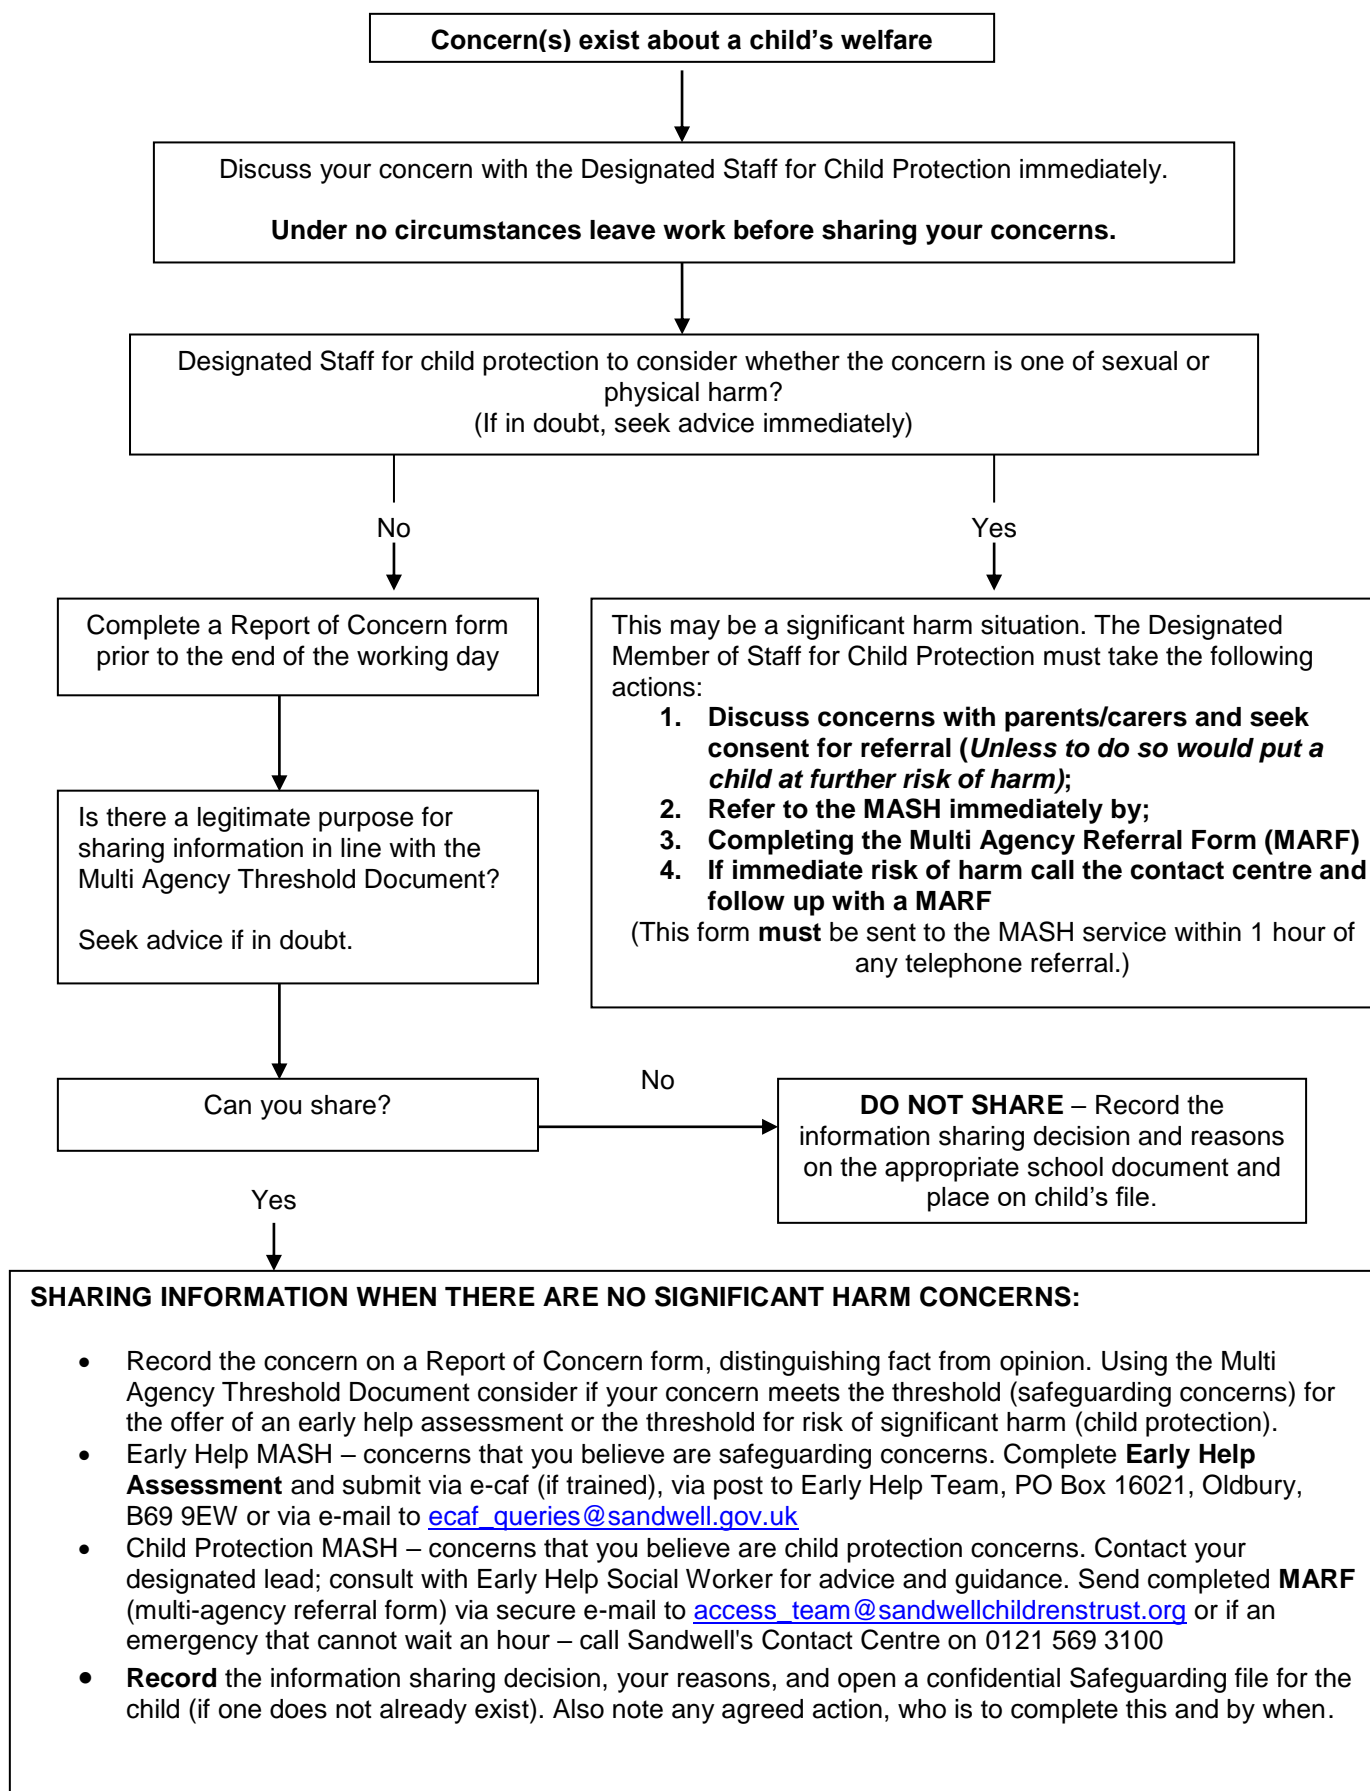 Concern(s) exist about a child's welfare
Discuss your concern with the Designated Staff for Child Protection immediately.
Under no circumstances leave work before sharing your concerns.
Designated Staff for child protection to consider whether the concern is one of sexual or
physical harm?
(If in doubt, seek advice immediately)
No
Yes
Complete a Report of Concern form
prior to the end of the working day
This may be a significant harm situation. The Designated
Member of Staff for Child Protection must take the following
actions:
1. Discuss concerns with parents/carers and seek
consent for referral (Unless to do so would put a
child at further risk of harm);
2. Refer to the MASH immediately by;
3. Completing the Multi Agency Referral Form (MARF)
4. If immediate risk of harm call the contact centre and
follow up with a MARF
(This form must be sent to the MASH service within 1 hour of
any telephone referral.)
Is there a legitimate purpose for
sharing information in line with the
Multi Agency Threshold Document?
Seek advice if in doubt.
Can you share?
No
DO NOT SHARE – Record the
information sharing decision and reasons
on the appropriate school document and
place on child's file.
Yes
SHARING INFORMATION WHEN THERE ARE NO SIGNIFICANT HARM CONCERNS:
• Record the concern on a Report of Concern form, distinguishing fact from opinion. Using the Multi
Agency Threshold Document consider if your concern meets the threshold (safeguarding concerns) for
the offer of an early help assessment or the threshold for risk of significant harm (child protection).
• Early Help MASH – concerns that you believe are safeguarding concerns. Complete Early Help
Assessment and submit via e-caf (if trained), via post to Early Help Team, PO Box 16021, Oldbury,
B69 9EW or via e-mail to ecaf_queries@sandwell.gov.uk
• Child Protection MASH – concerns that you believe are child protection concerns. Contact your
designated lead; consult with Early Help Social Worker for advice and guidance. Send completed MARF
(multi-agency referral form) via secure e-mail to access_team@sandwellchildrenstrust.org or if an
emergency that cannot wait an hour – call Sandwell's Contact Centre on 0121 569 3100
• Record the information sharing decision, your reasons, and open a confidential Safeguarding file for the
child (if one does not already exist). Also note any agreed action, who is to complete this and by when.